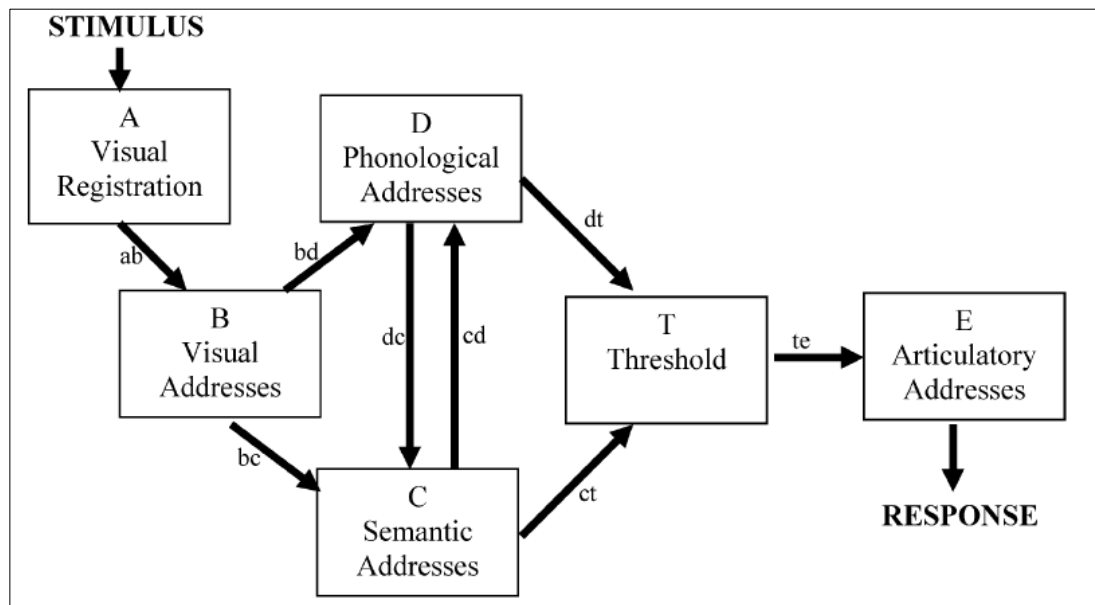 STIMULUS
A
Visual
Registration
D
Phonological
Addresses
ab
bd
dt
B
Visual
Addresses
dc
cd
T
Threshold
te
E
Articulatory
Addresses
bc
C
Semantic
Addresses
ct
RESPONSE